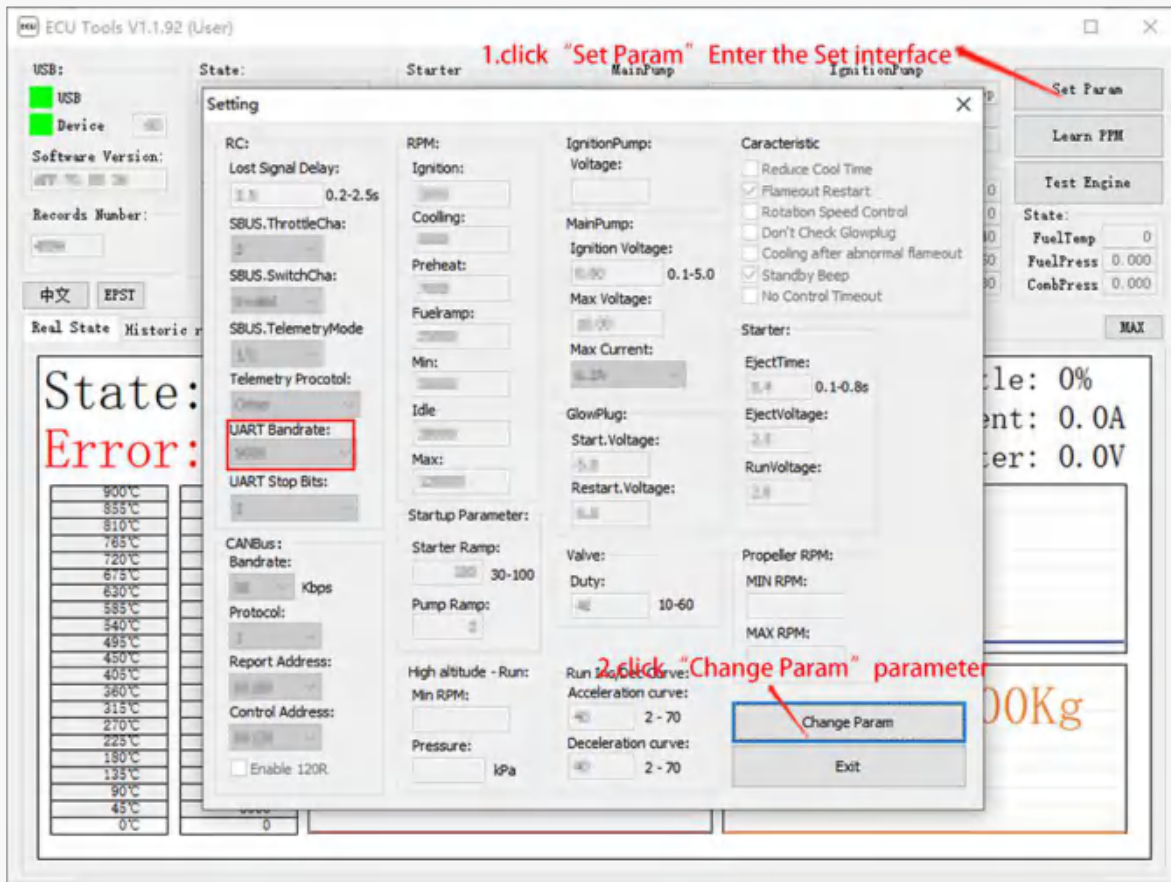 ECU Tools V1.1.92 (User)
1.click “Set Param” Enter the Set interface
USB:
State:
Starter
MainPump
IgnitionPump
USB
Device
Software Version:
Records Number:
中文
EPST
Real State
Historic r
Set Param
Learn PPM
Test Engine
State:
FuelTemp 0
FuelPress 0.000
CombPress 0.000
MAX
State:
Error:
le: 0%
ent: 0.0A
ter: 0.0V
00Kg
900℃
855℃
810℃
765℃
720℃
675℃
630℃
585℃
540℃
495℃
450℃
405℃
360℃
315℃
270℃
225℃
180℃
135℃
90℃
45℃
0℃ 0
Setting
RC:
Lost Signal Delay:
0.2-2.5s
SBUS.ThrottleCha:
SBUS.SwitchCha:
SBUS.TelemetryMode
Telemetry Procotol:
UART Bandrate:
UART Stop Bits:
CANBus:
Bandrate:
Kbps
Protocol:
Report Address:
Control Address:
Enable 120R
RPM:
Ignition:
Cooling:
Preheat:
Fuelramp:
Min:
Idle
Max:
Startup Parameter:
Starter Ramp:
30-100
Pump Ramp:
High altitude - Run:
Min RPM:
Pressure:
kPa
IgnitionPump:
Voltage:
MainPump:
Ignition Voltage:
0.1-5.0
Max Voltage:
Max Current:
GlowPlug:
Start.Voltage:
Restart.Voltage:
Valve:
Duty:
10-60
Run Inc/Dec Curve:
Acceleration curve:
2 - 70
Deceleration curve:
2 - 70
Caracteristic
Reduce Cool Time
Flameout Restart
Rotation Speed Control
Don't Check Glowplug
Cooling after abnormal flameout
Standby Beep
No Control Timeout
Starter:
EjectTime:
0.1-0.8s
EjectVoltage:
RunVoltage:
Propeller RPM:
MIN RPM:
MAX RPM:
2.click “Change Param” parameter
Change Param
Exit